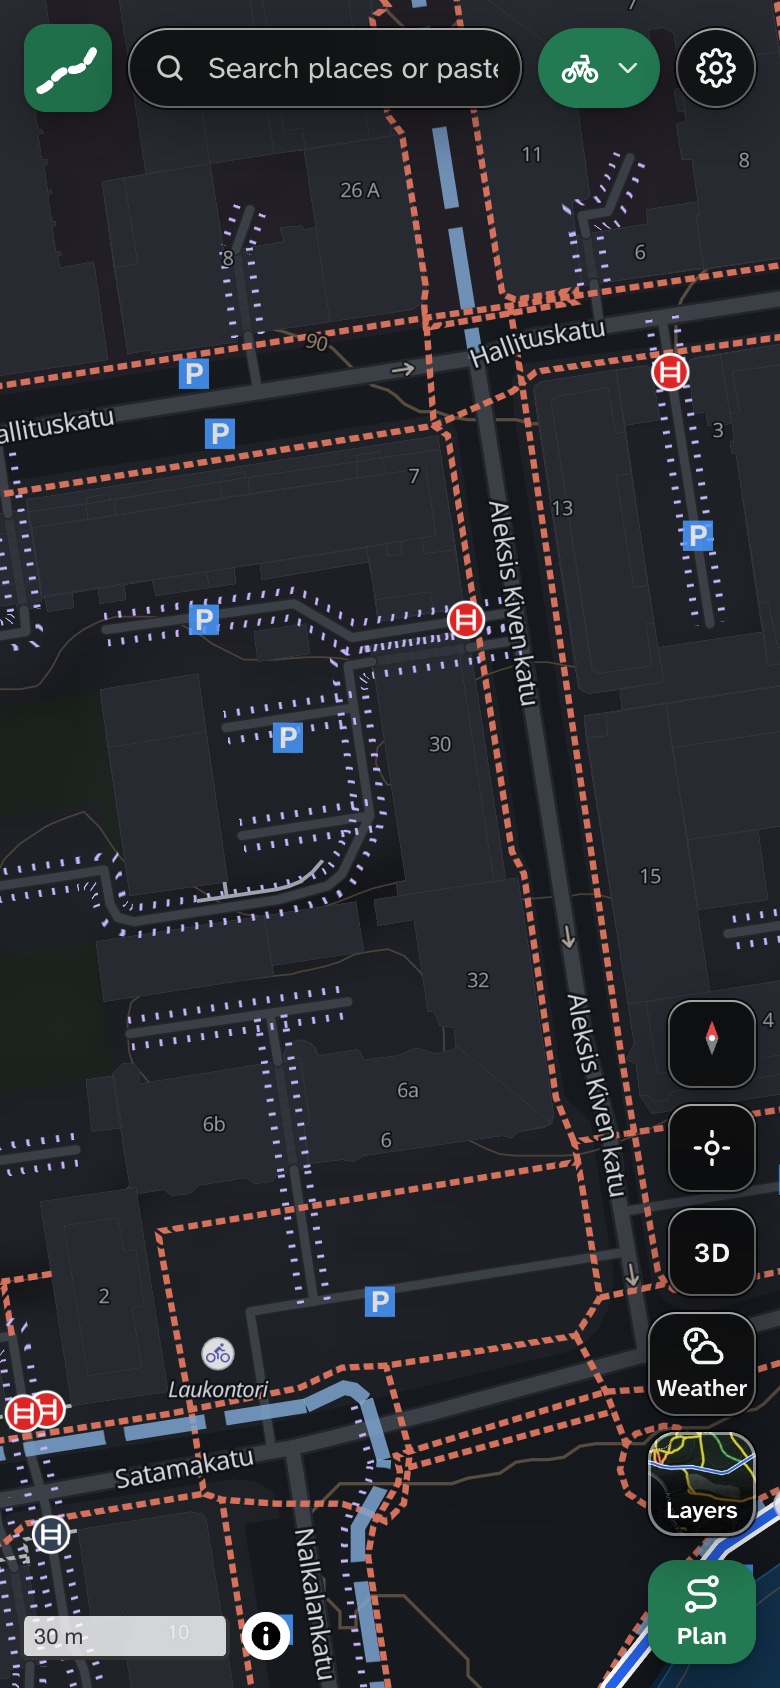 7
Search places or paste
11
8
26 A
8
6
90
Hallituskatu
P
allituskatu
P
3
7
13
P
Aleksis Kiven katu
P
30
P
15
32
Aleksis Kiven katu
4
6a
6b
6
3D
2
P
Laukontori
Weather
Satamakatu
Layers
Nalkalankatu
10
30 m
Plan